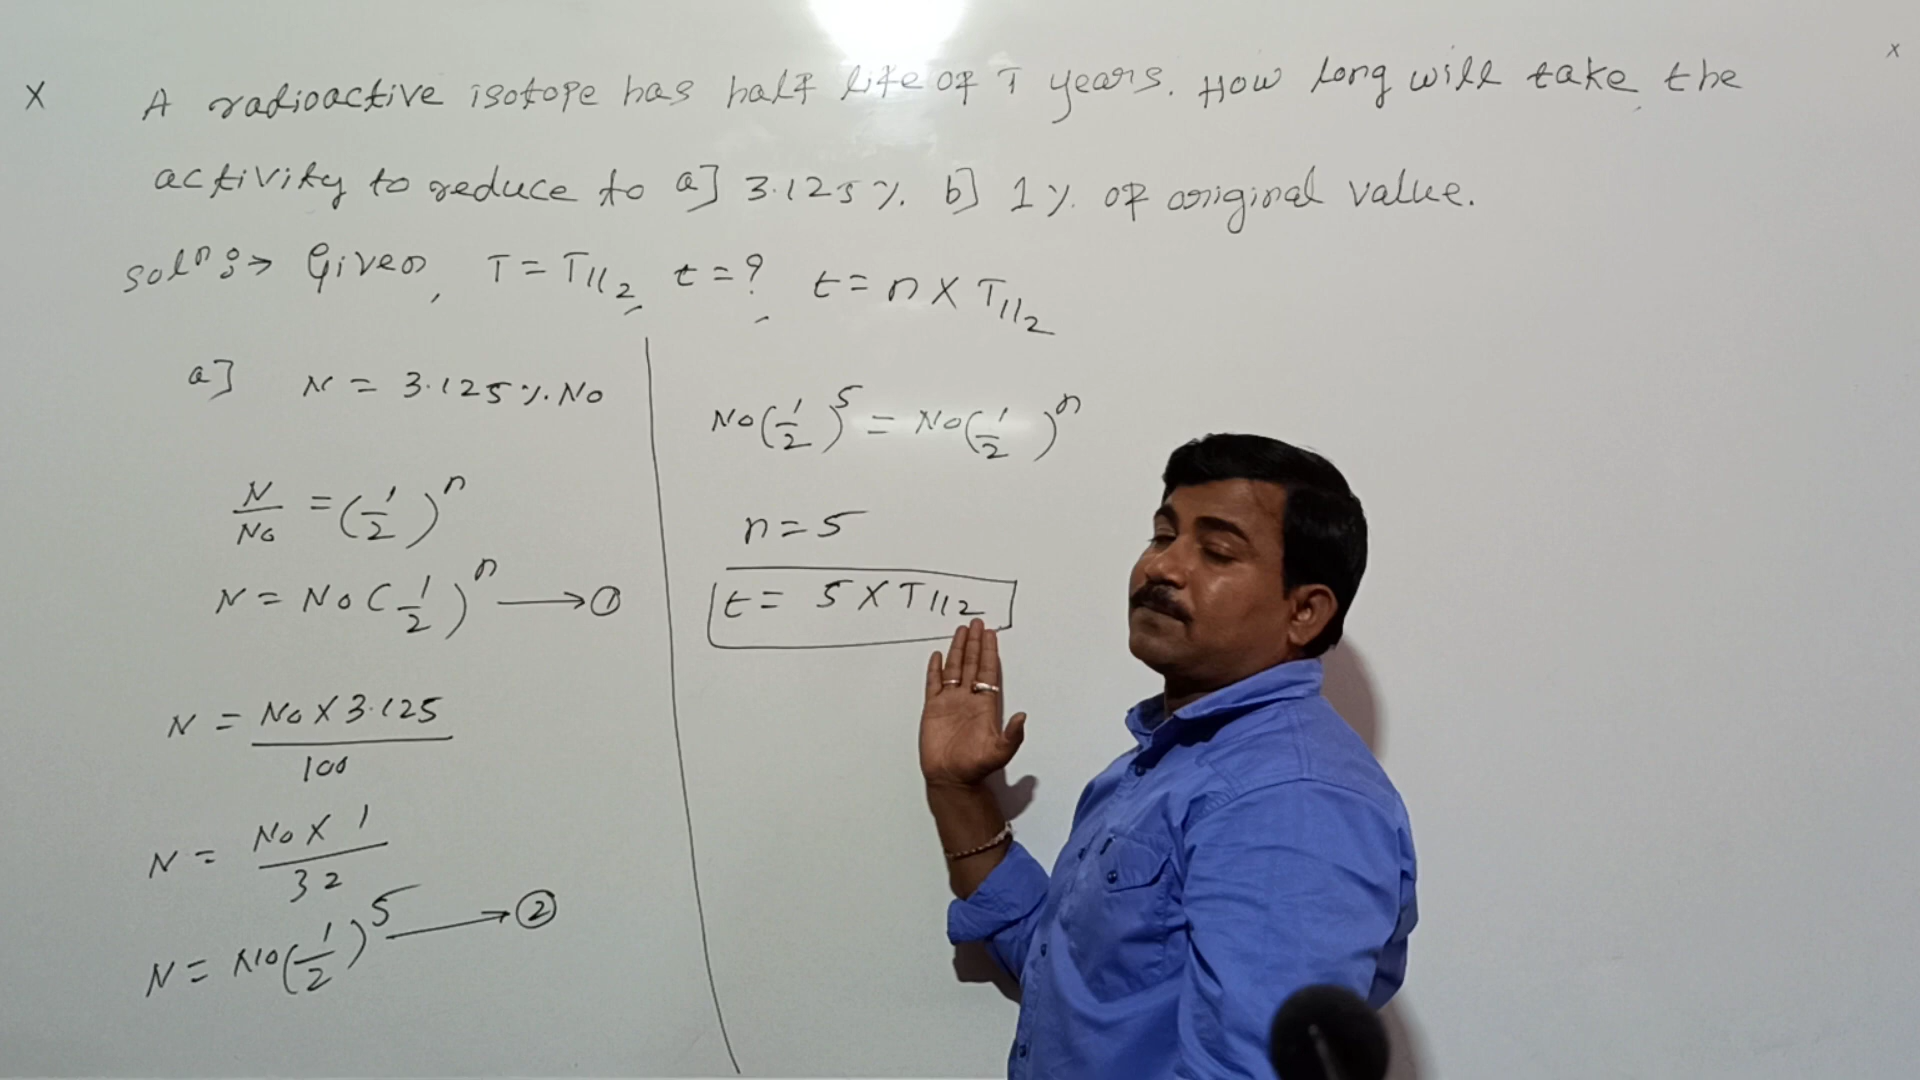 x
X A radioactive isotope has half life of T years. How long will take the
activity to reduce to a] 3.125%. b] 1%. of original value.
Solⁿ:→ Given, T = T1/2, t = ? , t = n X T1/2
a] N = 3.125%. No
N/No = (1/2)ⁿ
N = No (1/2)ⁿ → ①
N = No X 3.125 / 100
N = No X 1 / 32
N = No (1/2)⁵ → ②
No (1/2)⁵ = No (1/2)ⁿ
n = 5
t = 5 X T1/2